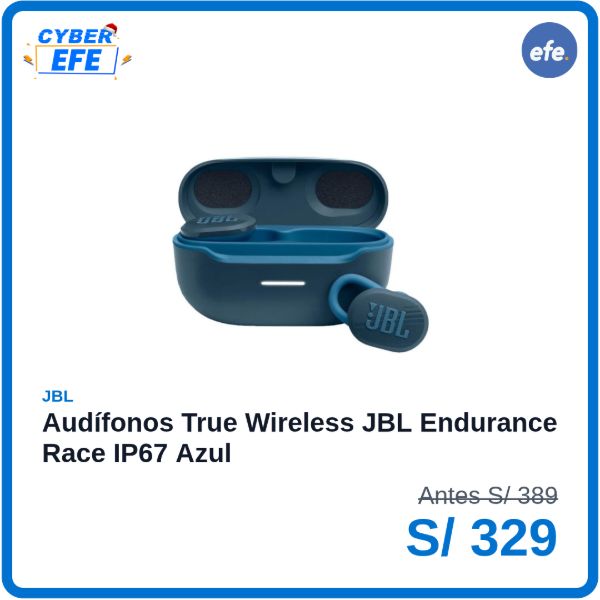 CYBER
EFE
efe.
JBL
JBL
JBL
Audífonos True Wireless JBL Endurance
Race IP67 Azul
Antes S/ 389
S/ 329